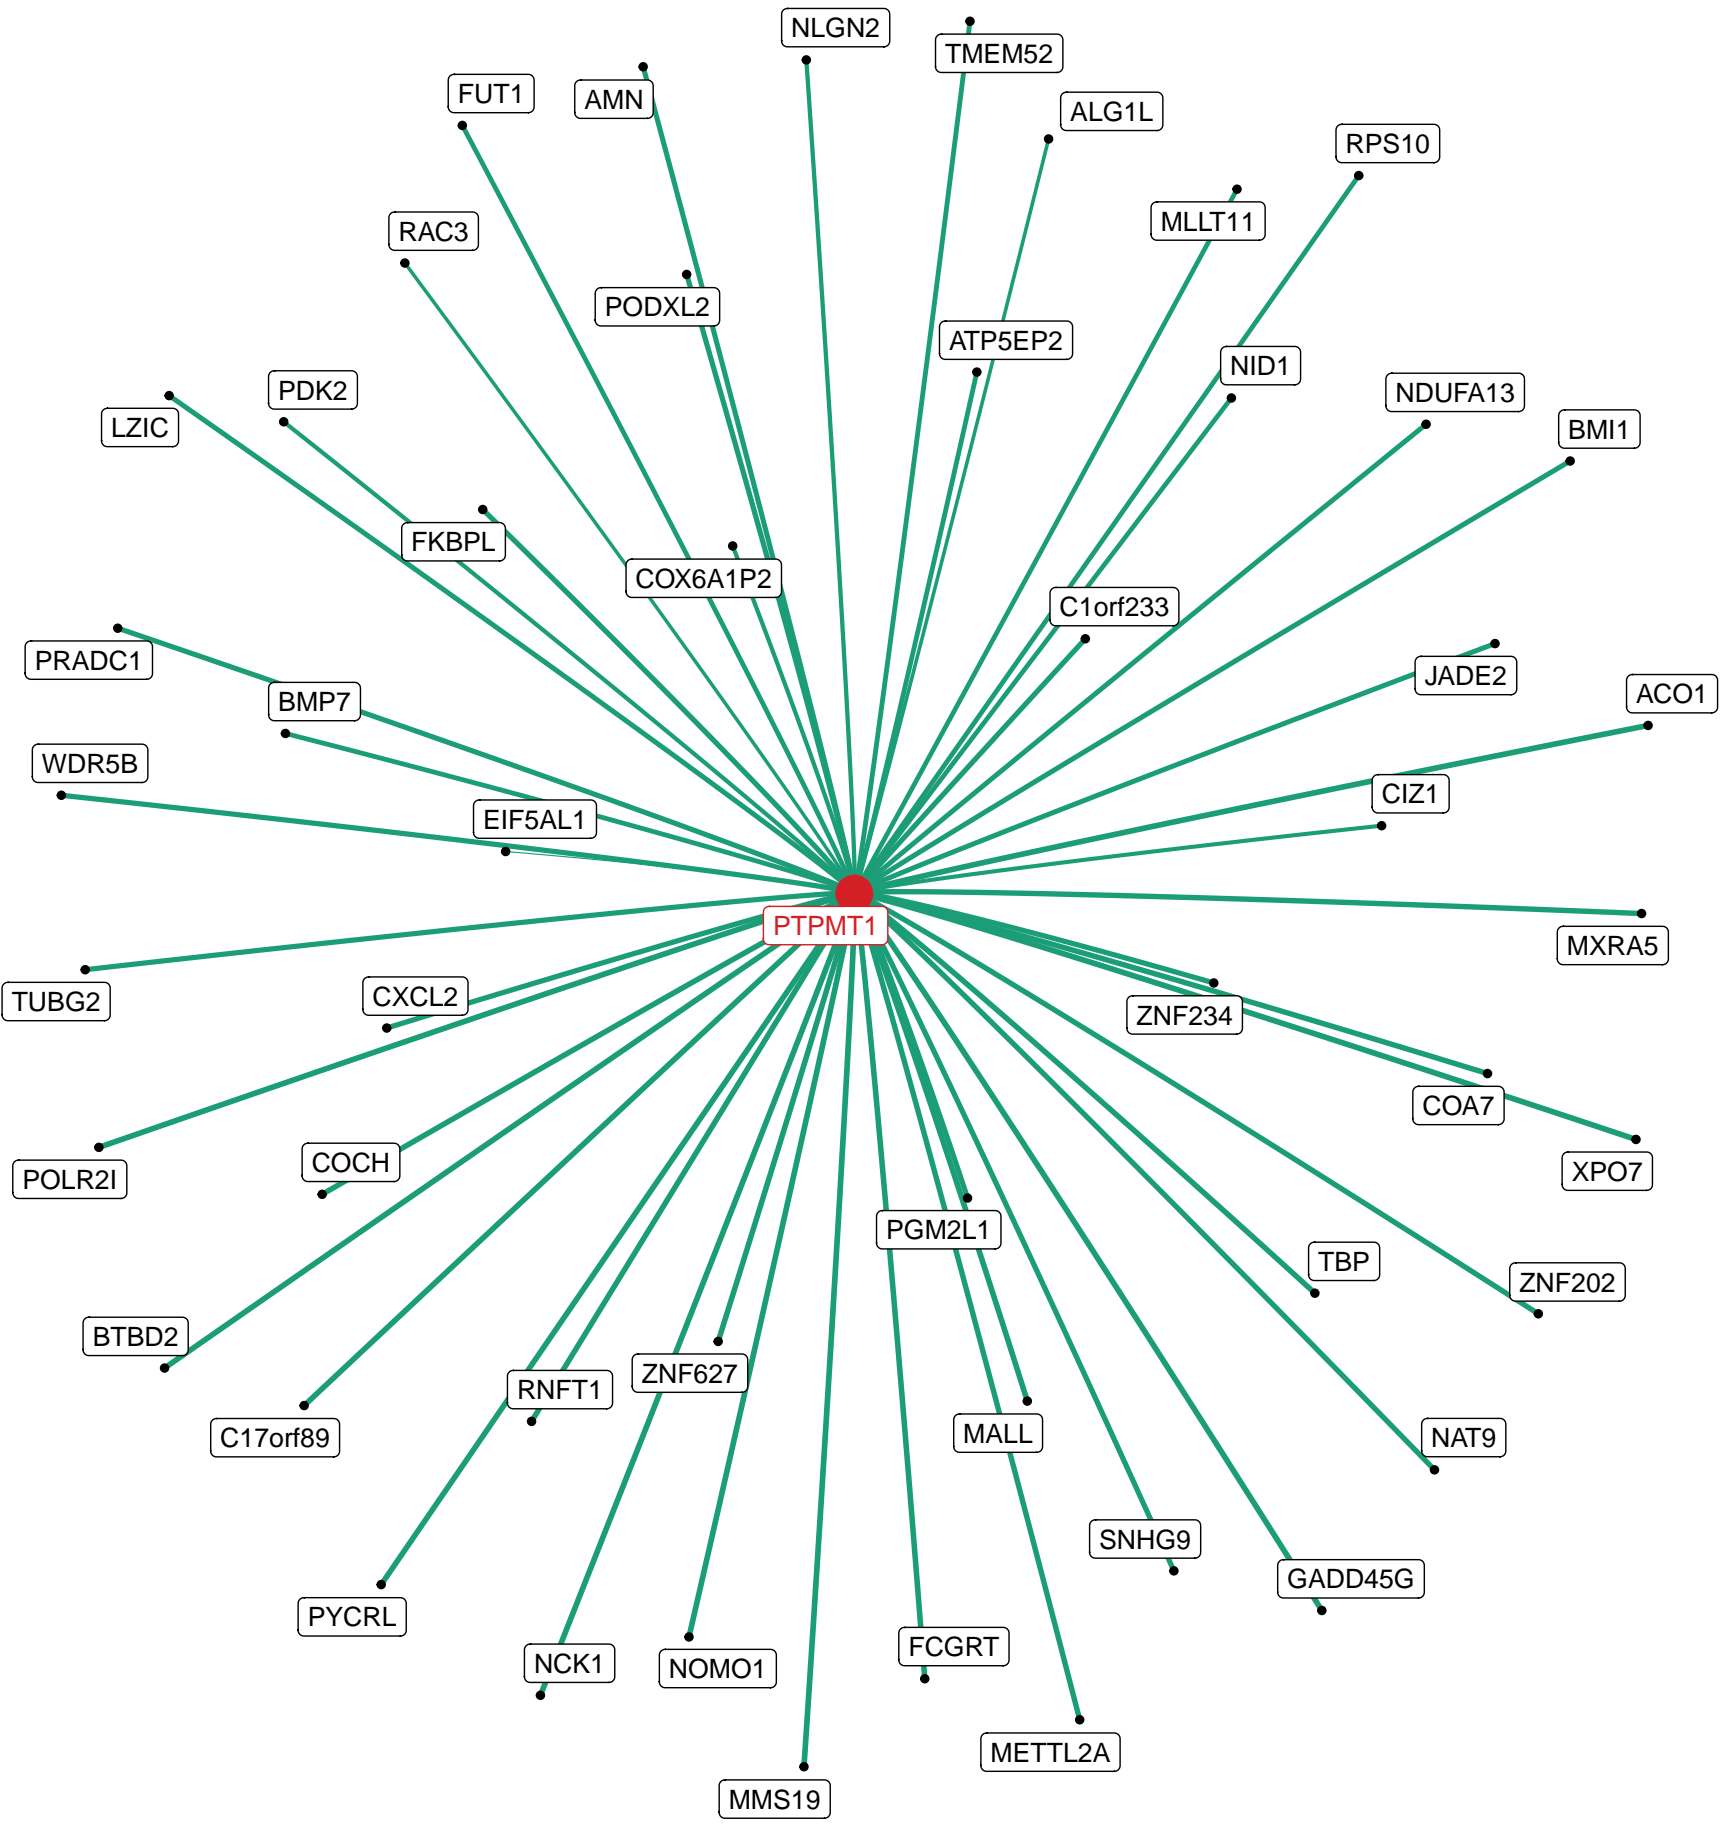 NLGN2
TMEM52
FUT1
AMN
ALG1L
RPS10
MLLT11
RAC3
PODXL2
ATP5EP2
NID1
PDK2
NDUFA13
LZIC
BMI1
FKBPL
COX6A1P2
C1orf233
PRADC1
JADE2
BMP7
ACO1
WDR5B
CIZ1
EIF5AL1
PTPMT1
MXRA5
CXCL2
TUBG2
ZNF234
COA7
COCH
XPO7
POLR2I
PGM2L1
TBP
ZNF202
BTBD2
ZNF627
RNFT1
MALL
C17orf89
NAT9
SNHG9
GADD45G
PYCRL
FCGRT
NCK1
NOMO1
METTL2A
MMS19